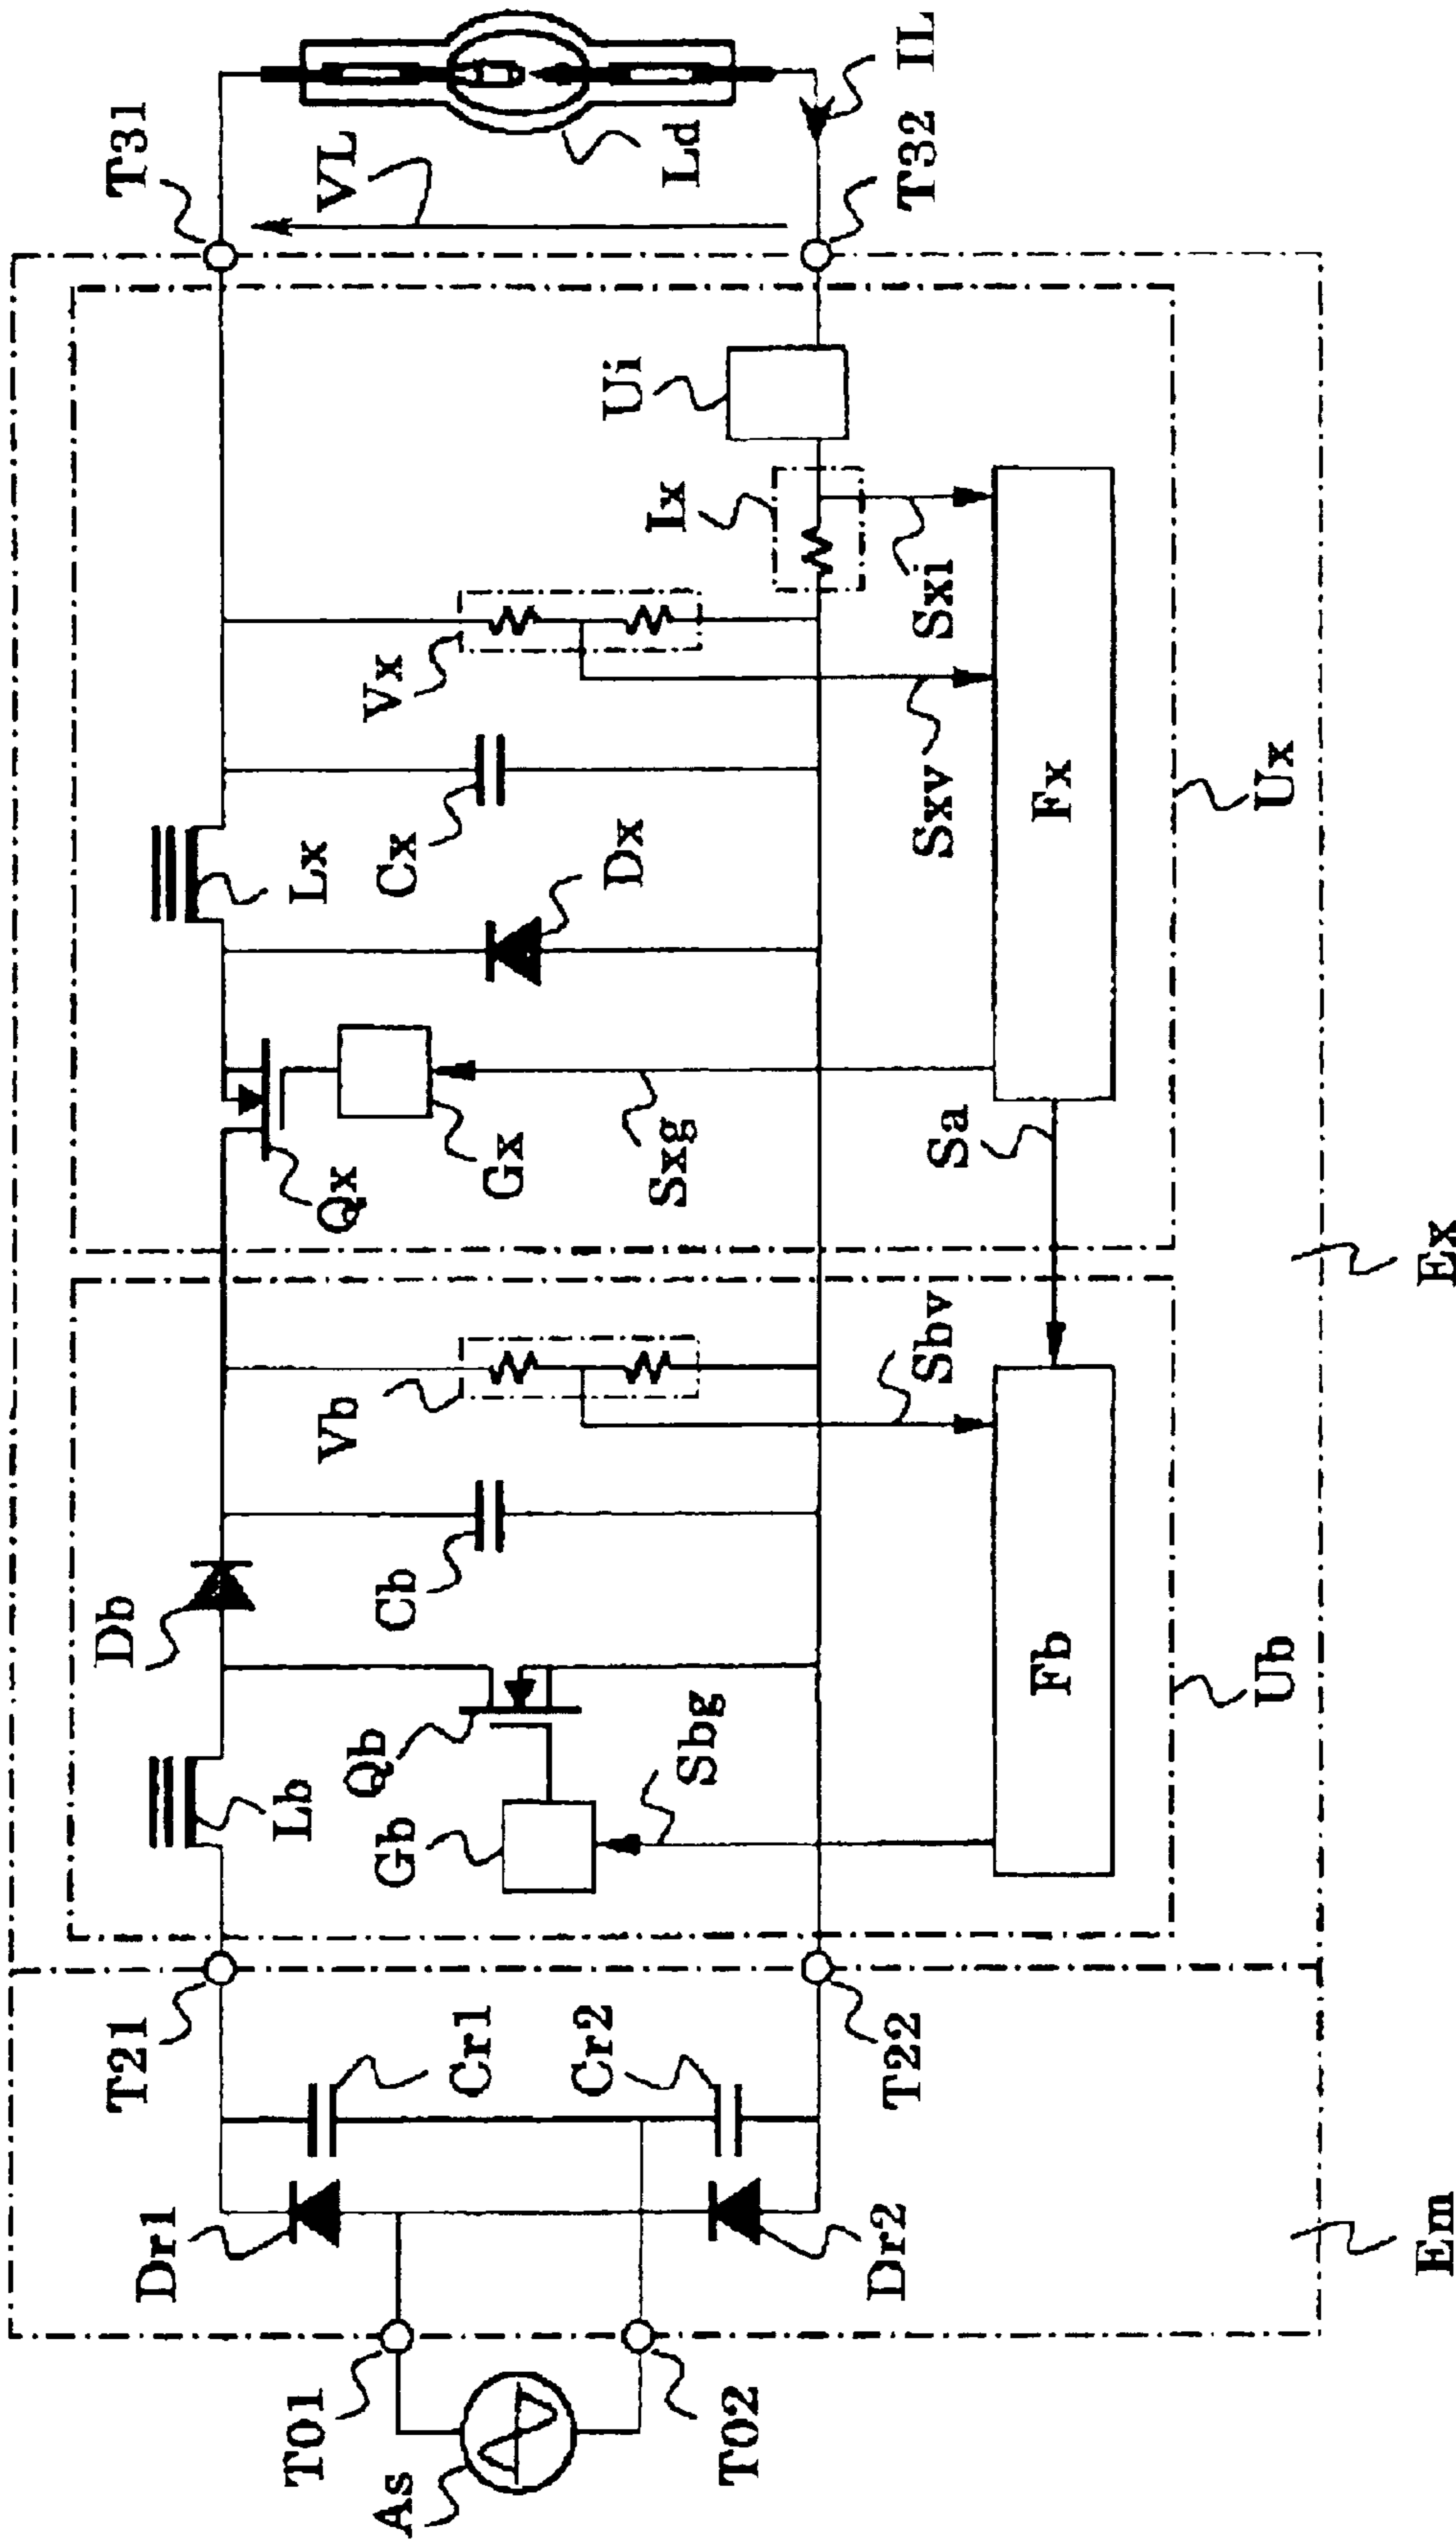 T31
VL
Ld
IL
T32
Ui
Ix
Sxi
Vx
Sxv
Fx
Ux
Lx
Cx
Dx
Qx
Gx
Sxg
Sa
Ex
Vb
Sbv
Db
Cb
Lb
Qb
Gb
Sbg
Fb
Ub
T21
Cr1
Cr2
T22
Dr1
Dr2
Em
T01
As
T02